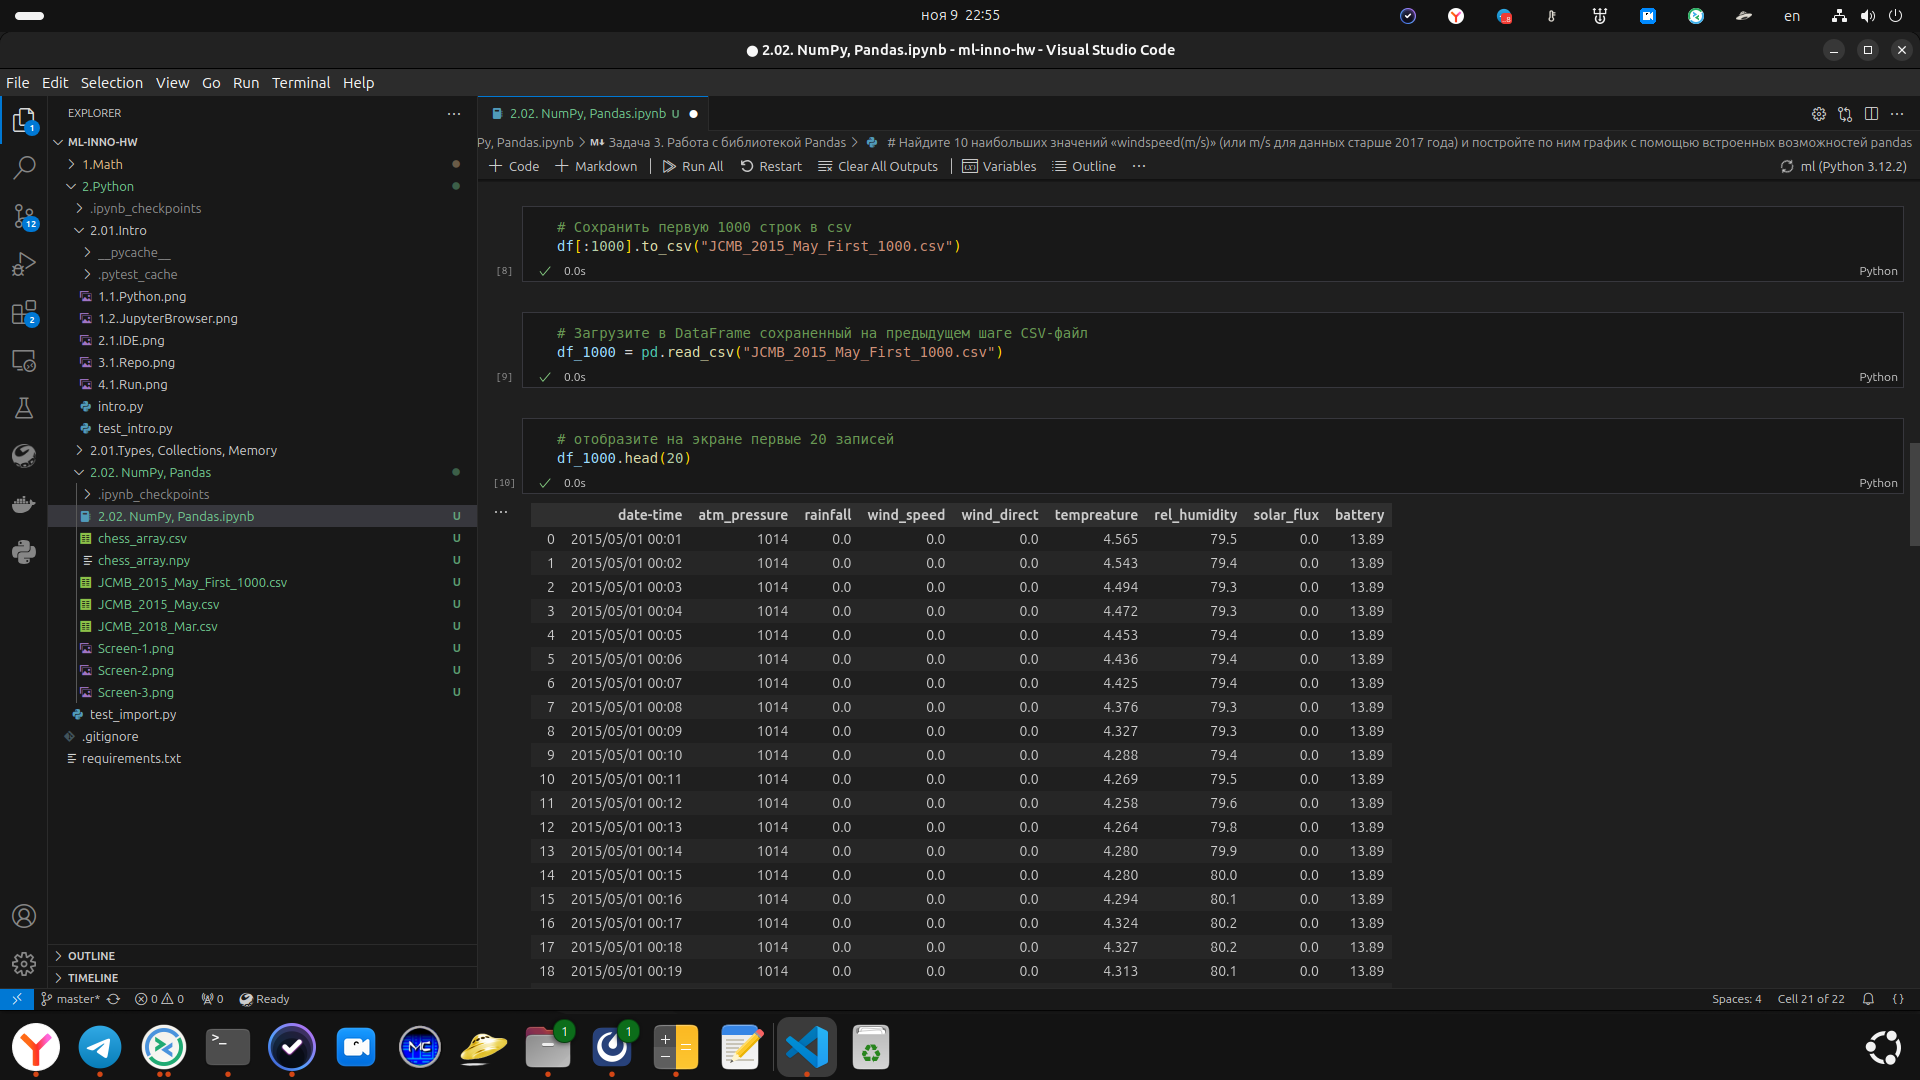 ноя 9 22:55
en
● 2.02. NumPy, Pandas.ipynb - ml-inno-hw - Visual Studio Code
File Edit Selection View Go Run Terminal Help
EXPLORER
ML-INNO-HW
1.Math
2.Python
.ipynb_checkpoints
2.01.Intro
__pycache__
.pytest_cache
1.1.Python.png
1.2.JupyterBrowser.png
2.1.IDE.png
3.1.Repo.png
4.1.Run.png
intro.py
test_intro.py
2.01.Types, Collections, Memory
2.02. NumPy, Pandas
.ipynb_checkpoints
2.02. NumPy, Pandas.ipynb U
chess_array.csv U
chess_array.npy U
JCMB_2015_May_First_1000.csv U
JCMB_2015_May.csv U
JCMB_2018_Mar.csv U
Screen-1.png U
Screen-2.png U
Screen-3.png U
test_import.py
.gitignore
requirements.txt
OUTLINE
TIMELINE
1
12
2
2.02. NumPy, Pandas.ipynb U ●
Py, Pandas.ipynb > M↓ Задача 3. Работа с библиотекой Pandas > # Найдите 10 наибольших значений «windspeed(m/s)» (или m/s для данных старше 2017 года) и постройте по ним график с помощью встроенных возможностей pandas
+ Code + Markdown | Run All Restart Clear All Outputs | Variables Outline ··· ml (Python 3.12.2)
# Сохранить первую 1000 строк в csv
df[:1000].to_csv("JCMB_2015_May_First_1000.csv")
[8] ✓ 0.0s Python
# Загрузите в DataFrame сохраненный на предыдущем шаге CSV-файл
df_1000 = pd.read_csv("JCMB_2015_May_First_1000.csv")
[9] ✓ 0.0s Python
# отобразите на экране первые 20 записей
df_1000.head(20)
[10] ✓ 0.0s Python
date-time atm_pressure rainfall wind_speed wind_direct tempreature rel_humidity solar_flux battery
0 2015/05/01 00:01 1014 0.0 0.0 0.0 4.565 79.5 0.0 13.89
1 2015/05/01 00:02 1014 0.0 0.0 0.0 4.543 79.4 0.0 13.89
2 2015/05/01 00:03 1014 0.0 0.0 0.0 4.494 79.3 0.0 13.89
3 2015/05/01 00:04 1014 0.0 0.0 0.0 4.472 79.3 0.0 13.89
4 2015/05/01 00:05 1014 0.0 0.0 0.0 4.453 79.4 0.0 13.89
5 2015/05/01 00:06 1014 0.0 0.0 0.0 4.436 79.4 0.0 13.89
6 2015/05/01 00:07 1014 0.0 0.0 0.0 4.425 79.4 0.0 13.89
7 2015/05/01 00:08 1014 0.0 0.0 0.0 4.376 79.3 0.0 13.89
8 2015/05/01 00:09 1014 0.0 0.0 0.0 4.327 79.3 0.0 13.89
9 2015/05/01 00:10 1014 0.0 0.0 0.0 4.288 79.4 0.0 13.89
10 2015/05/01 00:11 1014 0.0 0.0 0.0 4.269 79.5 0.0 13.89
11 2015/05/01 00:12 1014 0.0 0.0 0.0 4.258 79.6 0.0 13.89
12 2015/05/01 00:13 1014 0.0 0.0 0.0 4.264 79.8 0.0 13.89
13 2015/05/01 00:14 1014 0.0 0.0 0.0 4.280 79.9 0.0 13.89
14 2015/05/01 00:15 1014 0.0 0.0 0.0 4.280 80.0 0.0 13.89
15 2015/05/01 00:16 1014 0.0 0.0 0.0 4.294 80.1 0.0 13.89
16 2015/05/01 00:17 1014 0.0 0.0 0.0 4.324 80.2 0.0 13.89
17 2015/05/01 00:18 1014 0.0 0.0 0.0 4.327 80.2 0.0 13.89
18 2015/05/01 00:19 1014 0.0 0.0 0.0 4.313 80.1 0.0 13.89
master* 0 0 0 Ready Spaces: 4 Cell 21 of 22 {}
>_ MC 1 1